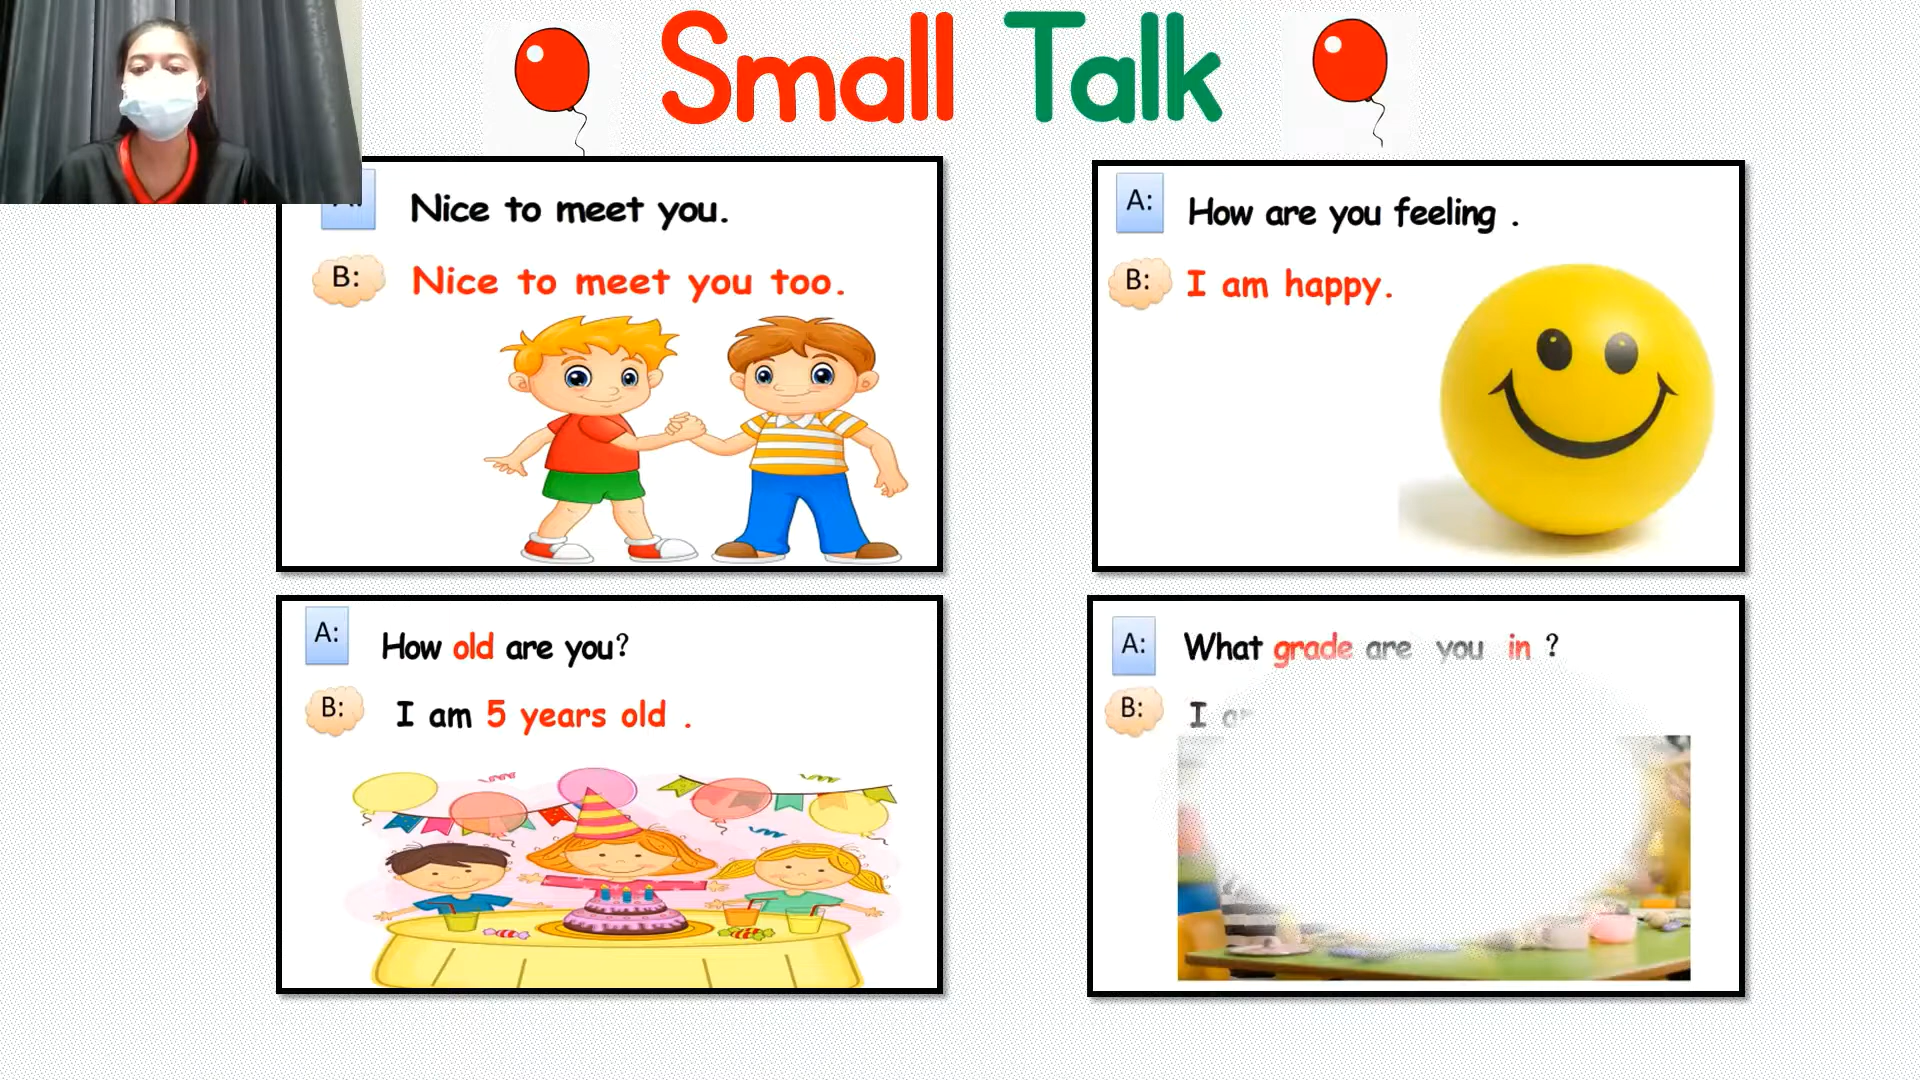 Small Talk
Nice to meet you.
B: Nice to meet you too.
A: How are you feeling .
B: I am happy.
A: How old are you?
B: I am 5 years old .
A: What grade are you in ?
B: I